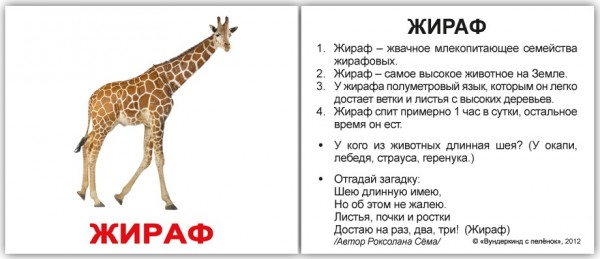 ЖИРАФ
ЖИРАФ
1. Жираф – жвачное млекопитающее семейства
жирафовых.
2. Жираф – самое высокое животное на Земле.
3. У жирафа полуметровый язык, которым он легко
достает ветки и листья с высоких деревьев.
4. Жираф спит примерно 1 час в сутки, остальное
время он ест.
• У кого из животных длинная шея? (У окапи,
лебедя, страуса, геренука.)
• Отгадай загадку:
Шею длинную имею,
Но об этом не жалею.
Листья, почки и ростки
Достаю на раз, два, три! (Жираф)
/Автор Роксолана Сёма/
© «Вундеркинд с пелёнок», 2012